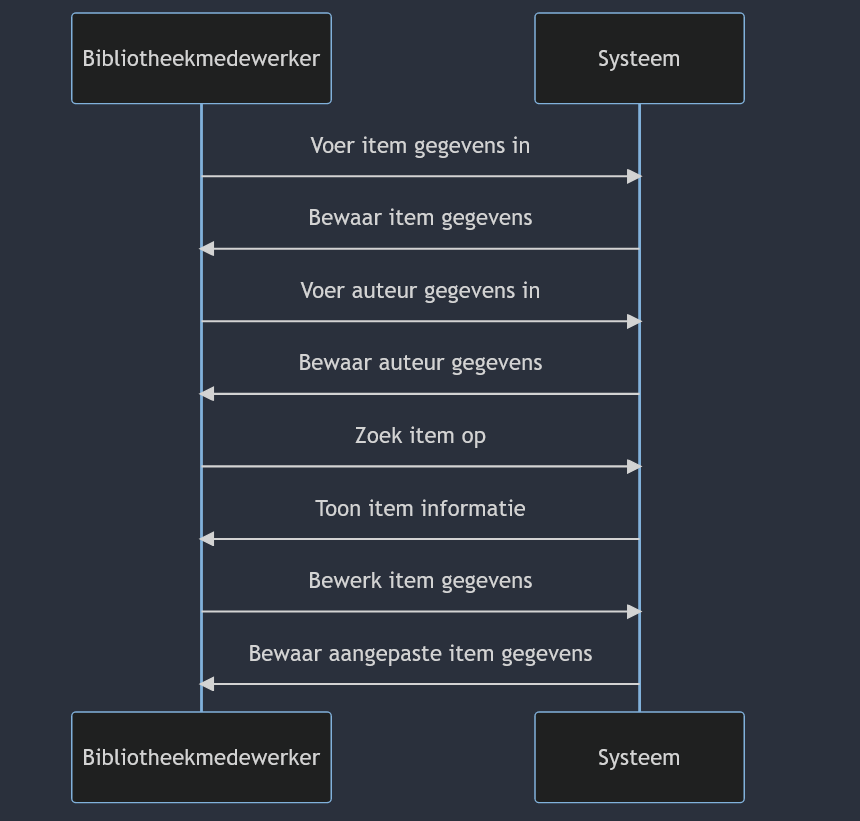 Bibliotheekmedewerker
Systeem
Voer item gegevens in
Bewaar item gegevens
Voer auteur gegevens in
Bewaar auteur gegevens
Zoek item op
Toon item informatie
Bewerk item gegevens
Bewaar aangepaste item gegevens
Bibliotheekmedewerker
Systeem